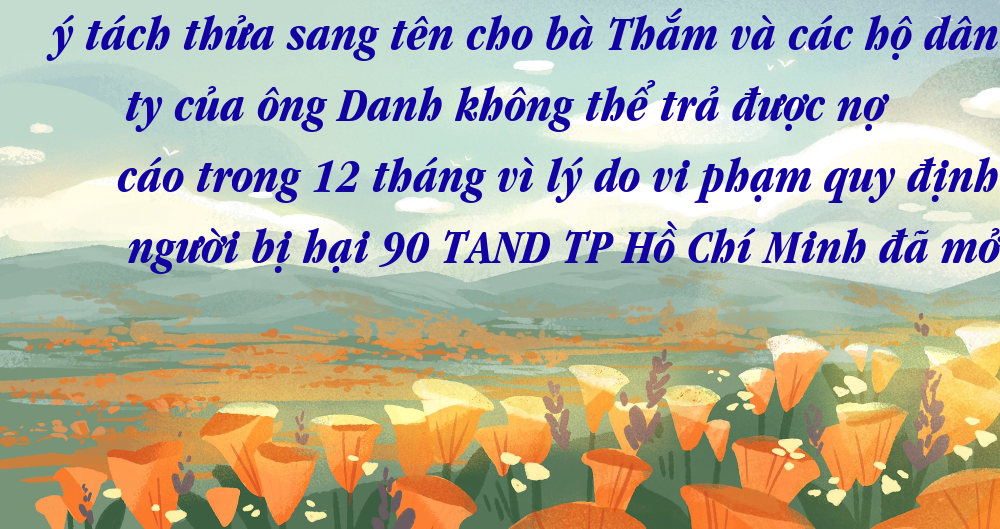 ý tách thửa sang tên cho bà Thắm và các hộ dân
ty của ông Danh không thể trả được nợ
cáo trong 12 tháng vì lý do vi phạm quy định
người bị hại 90 TAND TP Hồ Chí Minh đã mở